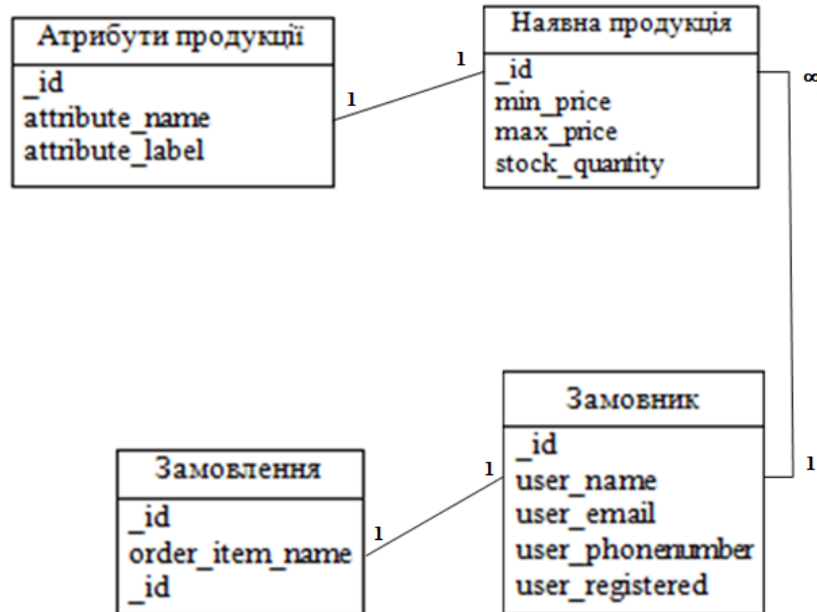 Атрибути продукції
_id
attribute_name
attribute_label
1
1
Наявна продукція
_id
min_price
max_price
stock_quantity
∞
Замовлення
_id
order_item_name
_id
1
1
Замовник
_id
user_name
user_email
user_phonenumber
user_registered
1